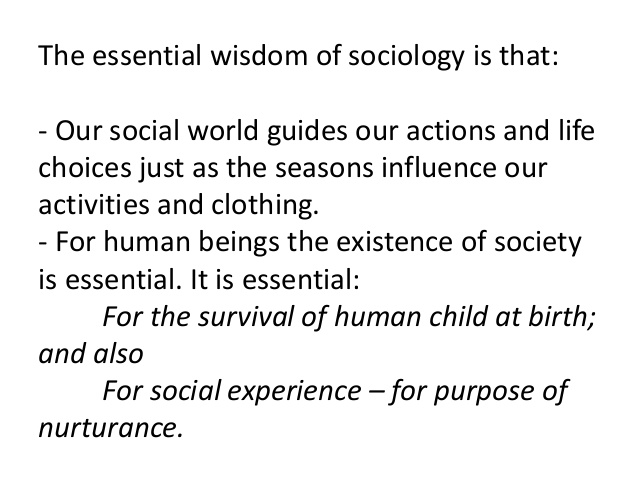 The essential wisdom of sociology is that:
- Our social world guides our actions and life
choices just as the seasons influence our
activities and clothing.
- For human beings the existence of society
is essential. It is essential:
For the survival of human child at birth;
and also
For social experience – for purpose of
nurturance.